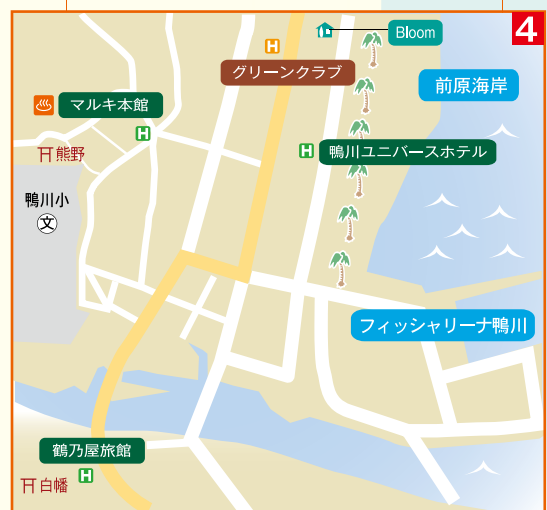 4
Bloom
H
グリーンクラブ
前原海岸
マルキ本館
H
H
鴨川ユニバースホテル
熊野
鴨川小
文
フィッシャリーナ鴨川
鶴乃屋旅館
H
白幡